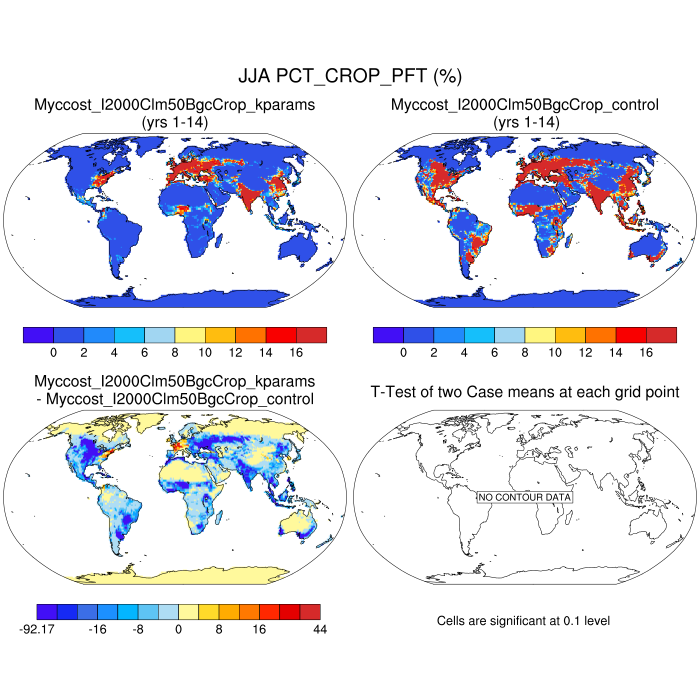 JJA PCT_CROP_PFT (%)
Myccost_I2000Clm50BgcCrop_kparams
(yrs 1-14)
Myccost_I2000Clm50BgcCrop_control
(yrs 1-14)
0 2 4 6 8 10 12 14 16
0 2 4 6 8 10 12 14 16
Myccost_I2000Clm50BgcCrop_kparams
- Myccost_I2000Clm50BgcCrop_control
T-Test of two Case means at each grid point
NO CONTOUR DATA
-92.17 -16 -8 0 8 16 44
Cells are significant at 0.1 level